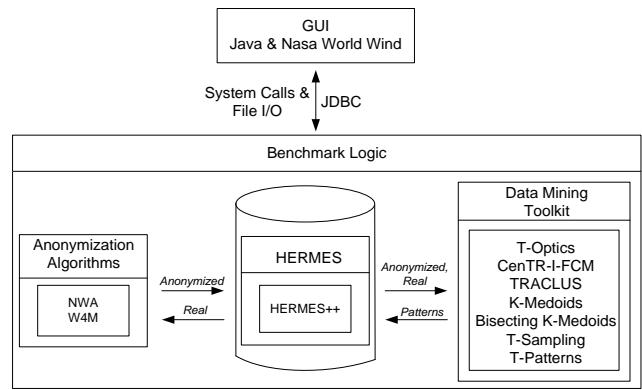 GUI
Java & Nasa World Wind
System Calls &
File I/O
JDBC
Benchmark Logic
Anonymization
Algorithms
NWA
W4M
Anonymized
Real
HERMES
HERMES++
Anonymized,
Real
Patterns
Data Mining
Toolkit
T-Optics
CenTR-I-FCM
TRACLUS
K-Medoids
Bisecting K-Medoids
T-Sampling
T-Patterns